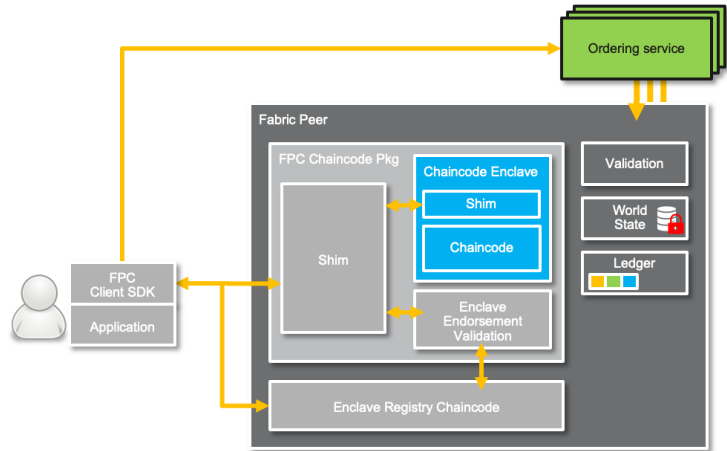 Ordering service
Fabric Peer
FPC Chaincode Pkg
Chaincode Enclave
Shim
Chaincode
Shim
Enclave
Endorsement
Validation
Enclave Registry Chaincode
Validation
World
State
Ledger
FPC
Client SDK
Application